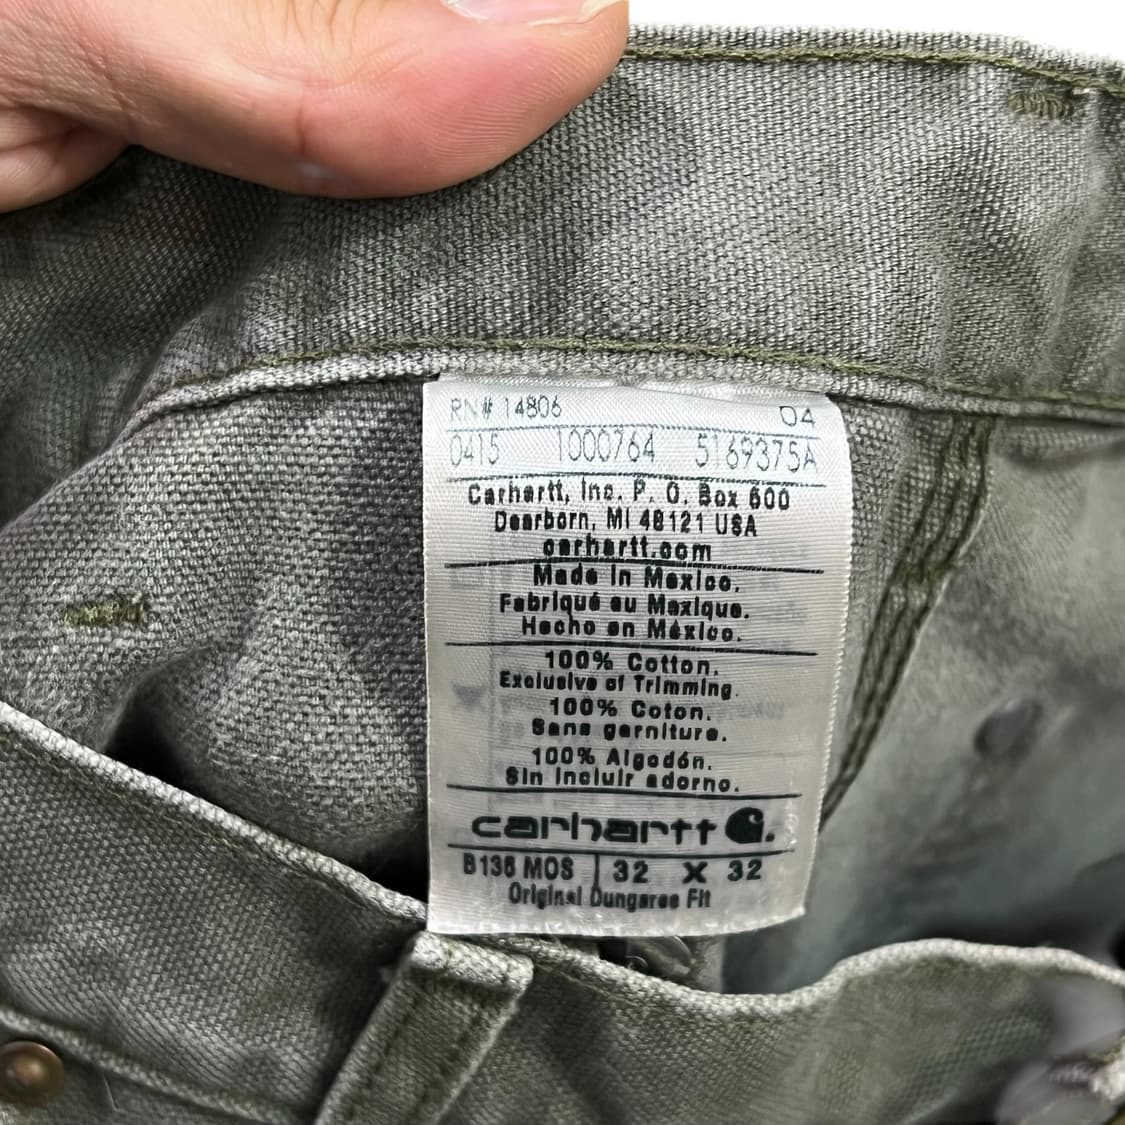 RN# 14806 04
0415 1000764 5169375A
Carhartt, Inc. P. O. Box 600
Dearborn, MI 48121 USA
carhartt.com
Made in Mexico.
Fabriqué au Mexique.
Hecho en México.
100% Cotton.
Exclusive of Trimming.
100% Coton.
Sans garniture.
100% Algodón.
Sin incluir adorno.
carhartt
B136 MOS 32 X 32
Original Dungaree Fit